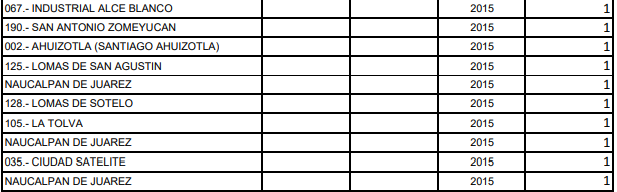 067.- INDUSTRIAL ALCE BLANCO 2015 1
190.- SAN ANTONIO ZOMEYUCAN 2015 1
002.- AHUIZOTLA (SANTIAGO AHUIZOTLA) 2015 1
125.- LOMAS DE SAN AGUSTIN 2015 1
NAUCALPAN DE JUAREZ 2015 1
128.- LOMAS DE SOTELO 2015 1
105.- LA TOLVA 2015 1
NAUCALPAN DE JUAREZ 2015 1
035.- CIUDAD SATELITE 2015 1
NAUCALPAN DE JUAREZ 2015 1